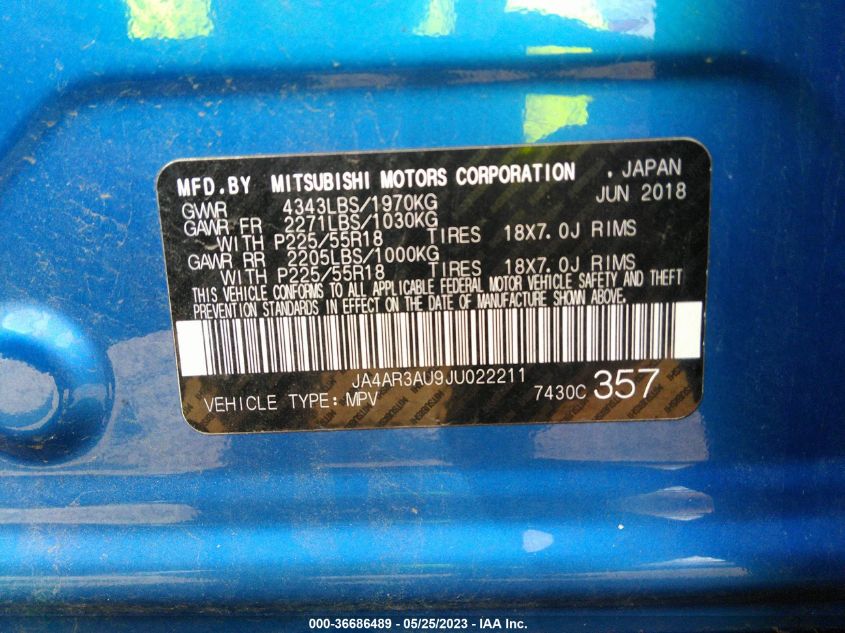 MFD.BY MITSUBISHI MOTORS CORPORATION . JAPAN
GVWR 4343LBS/1970KG JUN 2018
GAWR FR 2271LBS/1030KG
WITH P225/55R18 TIRES 18X7.0J RIMS
GAWR RR 2205LBS/1000KG
WITH P225/55R18 TIRES 18X7.0J RIMS
THIS VEHICLE CONFORMS TO ALL APPLICABLE FEDERAL MOTOR VEHICLE SAFETY AND THEFT
PREVENTION STANDARDS IN EFFECT ON THE DATE OF MANUFACTURE SHOWN ABOVE.
JA4AR3AU9JU022211
VEHICLE TYPE: MPV 7430C 357
000-36686489 - 05/25/2023 - IAA Inc.